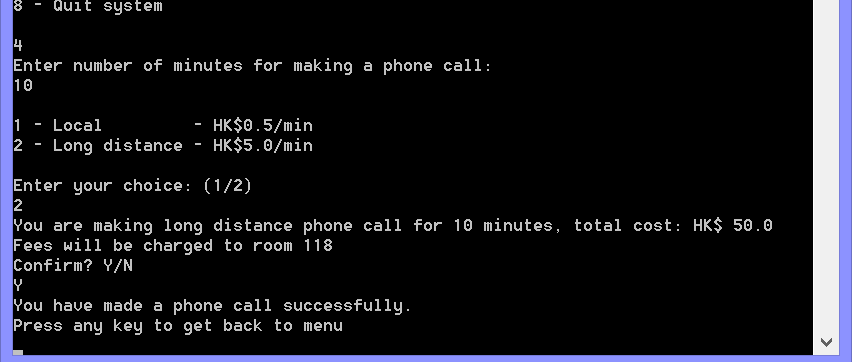 8 - Quit system
4
Enter number of minutes for making a phone call:
10
1 - Local         - HK$0.5/min
2 - Long distance - HK$5.0/min
Enter your choice: (1/2)
2
You are making long distance phone call for 10 minutes, total cost: HK$ 50.0
Fees will be charged to room 118
Confirm? Y/N
Y
You have made a phone call successfully.
Press any key to get back to menu